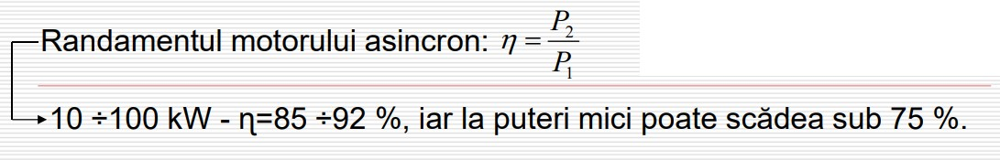 Randamentul motorului asincron: η = P₂/P₁
10 ÷100 kW - η=85 ÷92 %, iar la puteri mici poate scădea sub 75 %.